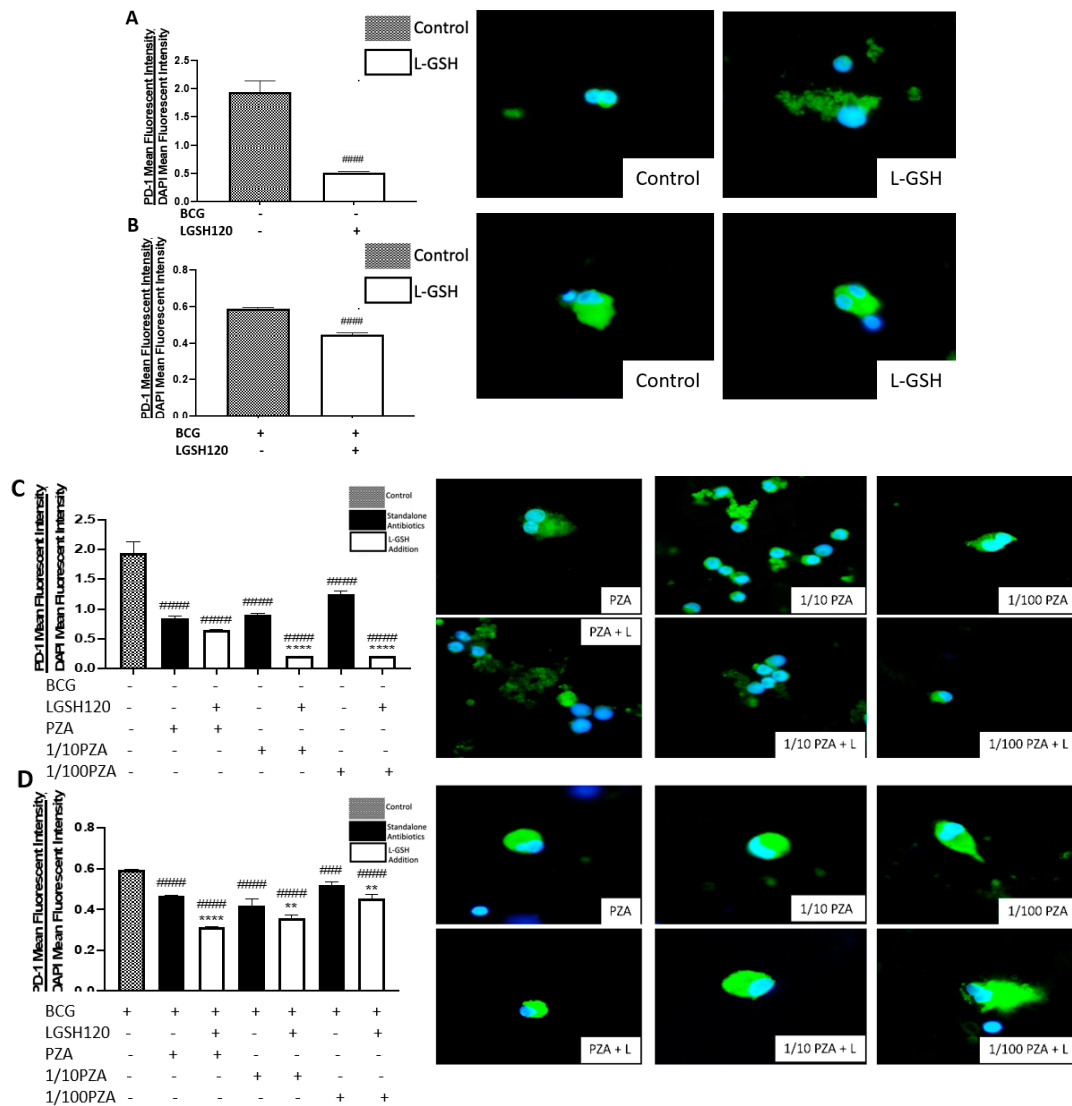 A
Control
L-GSH
PD-1 Mean Fluorescent Intensity
DAPI Mean Fluorescent Intensity
2.5
2.0
1.5
1.0
0.5
0.0
####
BCG - -
LGSH120 - +
Control
L-GSH
B
Control
L-GSH
PD-1 Mean Fluorescent Intensity
DAPI Mean Fluorescent Intensity
0.8
0.6
0.4
0.2
0.0
####
BCG + +
LGSH120 - +
Control
L-GSH
C
Control
Standalone
Antibiotics
L-GSH
Addition
PD-1 Mean Fluorescent Intensity
DAPI Mean Fluorescent Intensity
2.5
2.0
1.5
1.0
0.5
0.0
####
####
####
####
****
####
####
****
BCG - - - - - - -
LGSH120 - - + - + - +
PZA - + + - - - -
1/10PZA - - - + + - -
1/100PZA - - - - - + +
PZA
1/10 PZA
1/100 PZA
PZA + L
1/10 PZA + L
1/100 PZA + L
D
Control
Standalone
Antibiotics
L-GSH
Addition
PD-1 Mean Fluorescent Intensity
DAPI Mean Fluorescent Intensity
0.8
0.6
0.4
0.2
0.0
####
####
****
####
####
**
###
####
**
BCG + + + + + + +
LGSH120 - - + - + - +
PZA - + + - - - -
1/10PZA - - - + + - -
1/100PZA - - - - - + +
PZA
1/10 PZA
1/100 PZA
PZA + L
1/10 PZA + L
1/100 PZA + L